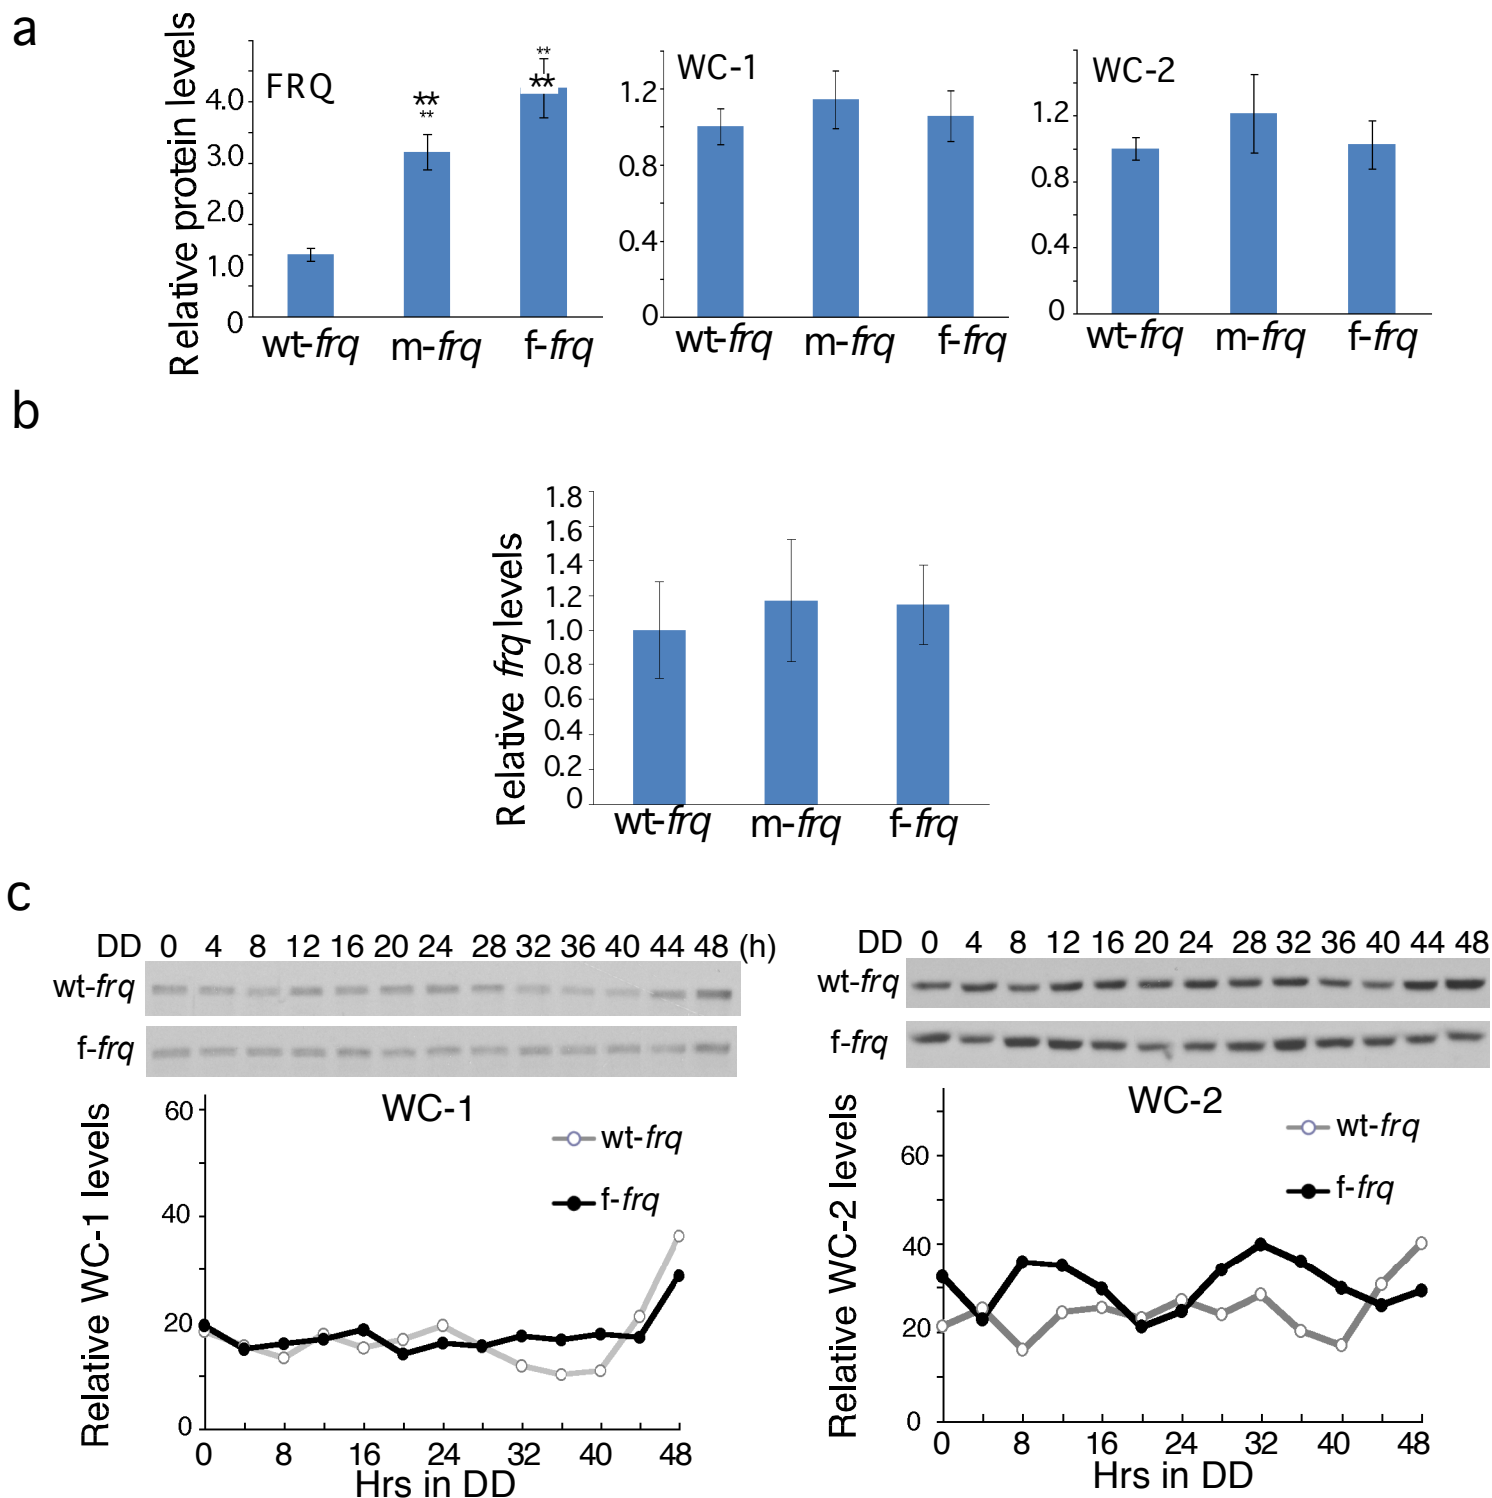 a
Relative protein levels
FRQ
4.0
3.0
2.0
1.0
0
**
**
**
**
wt-frq m-frq f-frq
WC-1
1.2
0.8
0.4
0
wt-frq m-frq f-frq
WC-2
1.2
0.8
0.4
0
wt-frq m-frq f-frq
b
Relative frq levels
1.8
1.6
1.4
1.2
1.0
0.8
0.6
0.4
0.2
0
wt-frq m-frq f-frq
c
DD 0 4 8 12 16 20 24 28 32 36 40 44 48 (h)
wt-frq
f-frq
WC-1
Relative WC-1 levels
60
40
20
0
wt-frq
f-frq
0 8 16 24 32 40 48
Hrs in DD
DD 0 4 8 12 16 20 24 28 32 36 40 44 48
wt-frq
f-frq
WC-2
Relative WC-2 levels
60
40
20
0
wt-frq
f-frq
0 8 16 24 32 40 48
Hrs in DD